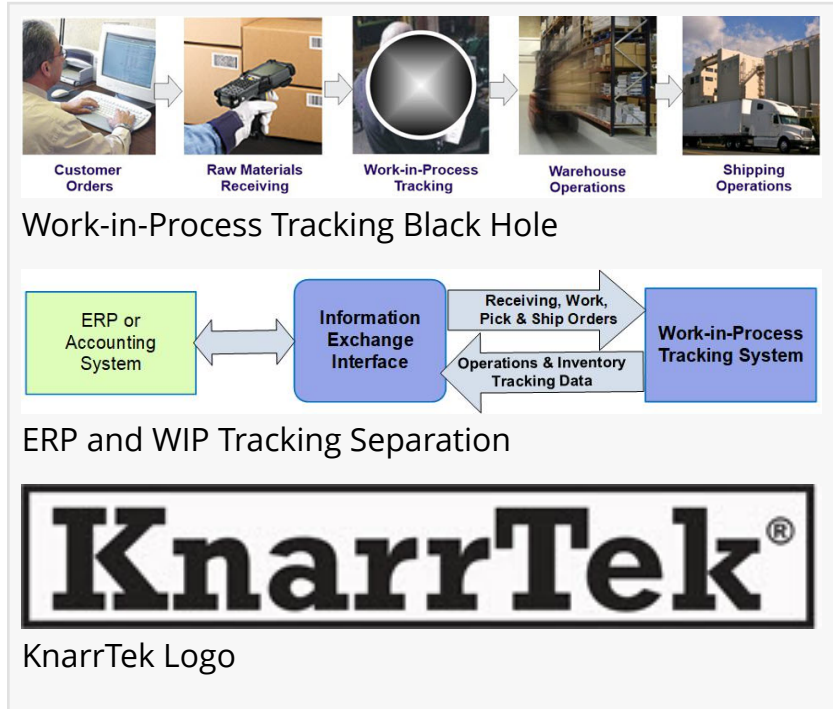 Customer
Orders
Raw Materials
Receiving
Work-in-Process
Tracking
Warehouse
Operations
Shipping
Operations
Work-in-Process Tracking Black Hole
ERP or
Accounting
System
Information
Exchange
Interface
Receiving, Work,
Pick & Ship Orders
Operations & Inventory
Tracking Data
Work-in-Process
Tracking System
ERP and WIP Tracking Separation
KnarrTek®
KnarrTek Logo